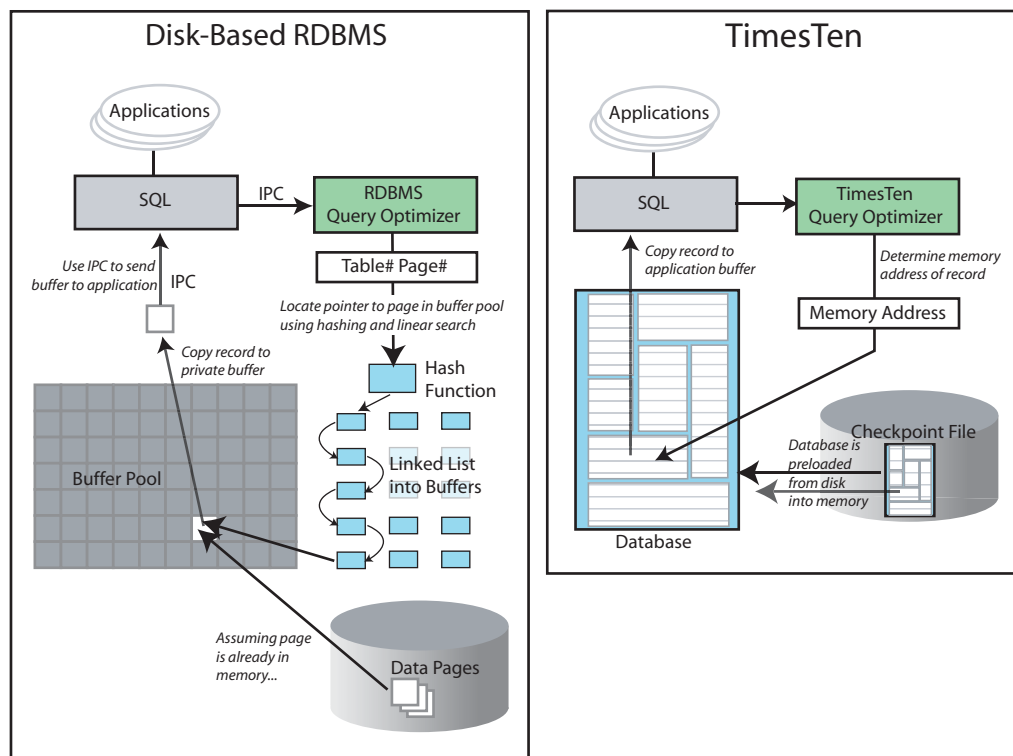 Disk-Based RDBMS
Applications
SQL
IPC
RDBMS
Query Optimizer
Table# Page#
Use IPC to send
buffer to application
IPC
Locate pointer to page in buffer pool
using hashing and linear search
Copy record to
private buffer
Hash
Function
Buffer Pool
Linked List
into Buffers
Assuming page
is already in
memory...
Data Pages
TimesTen
Applications
SQL
TimesTen
Query Optimizer
Copy record to
application buffer
Determine memory
address of record
Memory Address
Checkpoint File
Database is
preloaded
from disk
into memory
Database